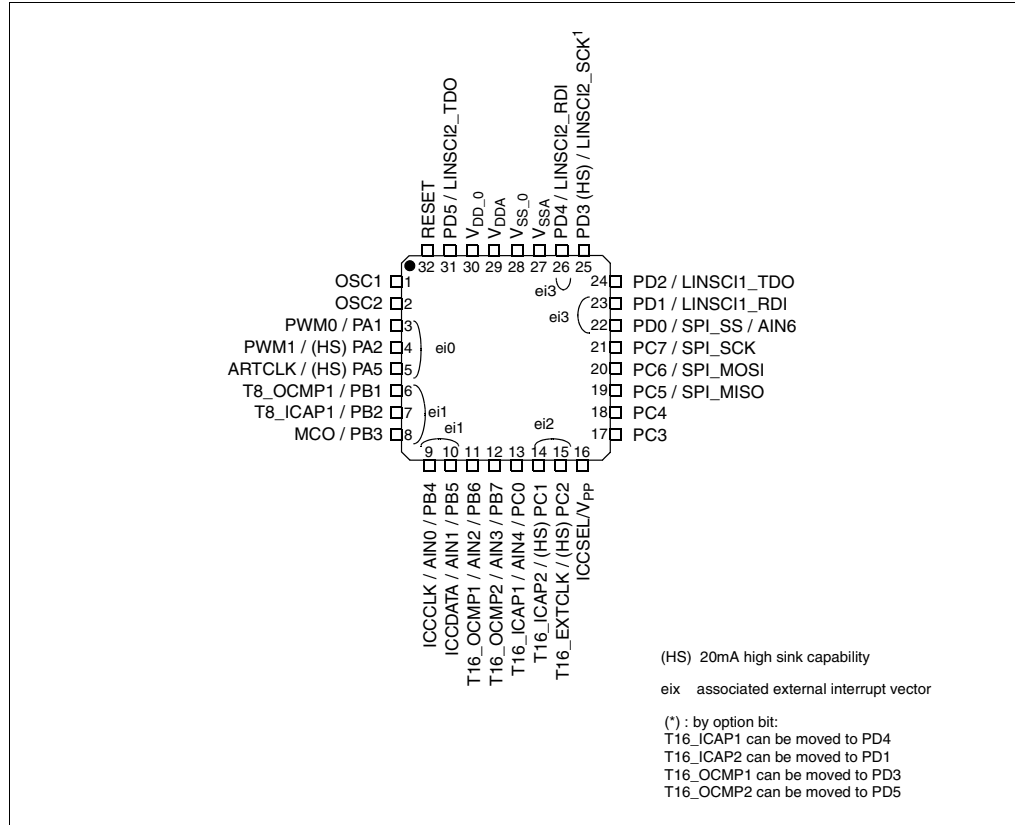 RESET
PD5 / LINSCI2_TDO
VDD_0
VDDA
VSS_0
VSSA
PD4 / LINSCI2_RDI
PD3 (HS) / LINSCI2_SCK1
32 31 30 29 28 27 26 25
OSC1 1
OSC2 2
PWM0 / PA1 3
PWM1 / (HS) PA2 4
ARTCLK / (HS) PA5 5
T8_OCMP1 / PB1 6
T8_ICAP1 / PB2 7
MCO / PB3 8
ei3
ei3
ei0
ei1
ei1
ei2
24 PD2 / LINSCI1_TDO
23 PD1 / LINSCI1_RDI
22 PD0 / SPI_SS / AIN6
21 PC7 / SPI_SCK
20 PC6 / SPI_MOSI
19 PC5 / SPI_MISO
18 PC4
17 PC3
9 10 11 12 13 14 15 16
ICCCLK / AIN0 / PB4
ICCDATA / AIN1 / PB5
T16_OCMP1 / AIN2 / PB6
T16_OCMP2 / AIN3 / PB7
T16_ICAP1 / AIN4 / PC0
T16_ICAP2 / (HS) PC1
T16_EXTCLK / (HS) PC2
ICCSEL/VPP
(HS) 20mA high sink capability
eix associated external interrupt vector
(*) : by option bit:
T16_ICAP1 can be moved to PD4
T16_ICAP2 can be moved to PD1
T16_OCMP1 can be moved to PD3
T16_OCMP2 can be moved to PD5